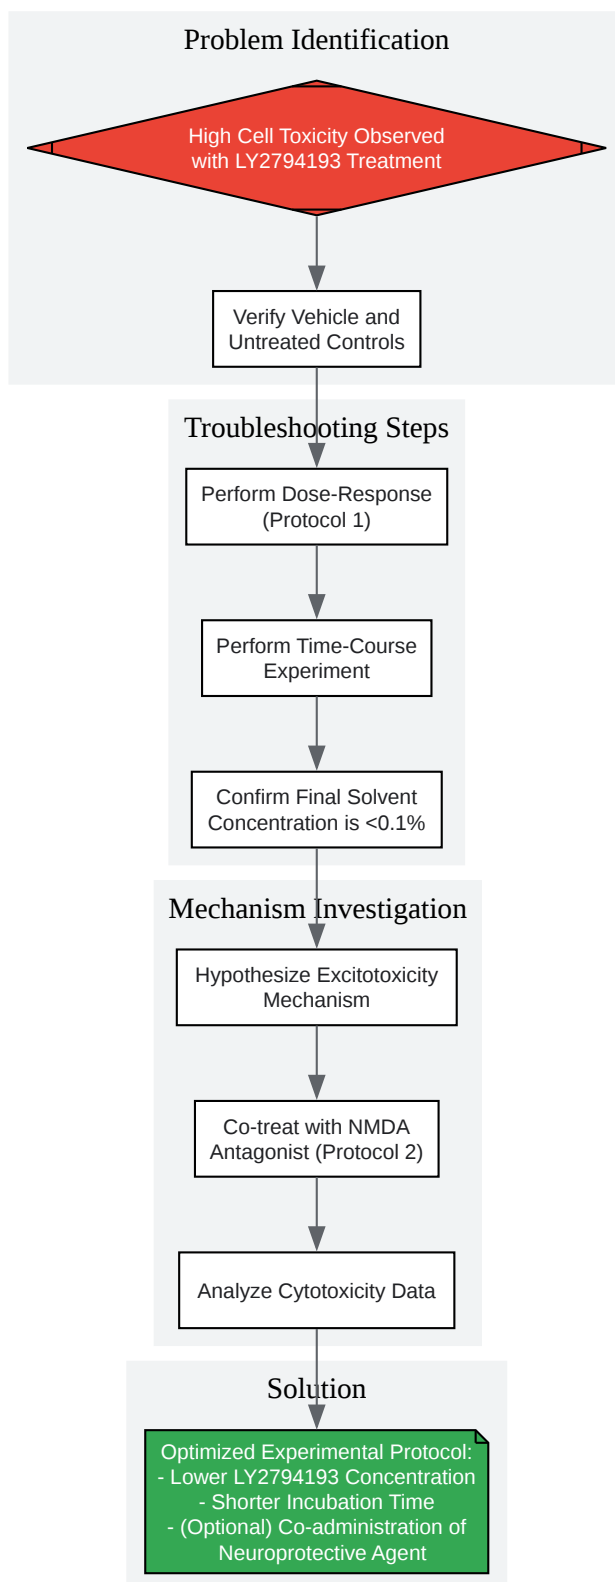 Problem Identification
High Cell Toxicity Observed
with LY2794193 Treatment
Verify Vehicle and
Untreated Controls
Troubleshooting Steps
Perform Dose-Response
(Protocol 1)
Perform Time-Course
Experiment
Confirm Final Solvent
Concentration is <0.1%
Mechanism Investigation
Hypothesize Excitotoxicity
Mechanism
Co-treat with NMDA
Antagonist (Protocol 2)
Analyze Cytotoxicity Data
Solution
Optimized Experimental Protocol:
- Lower LY2794193 Concentration
- Shorter Incubation Time
- (Optional) Co-administration of
Neuroprotective Agent